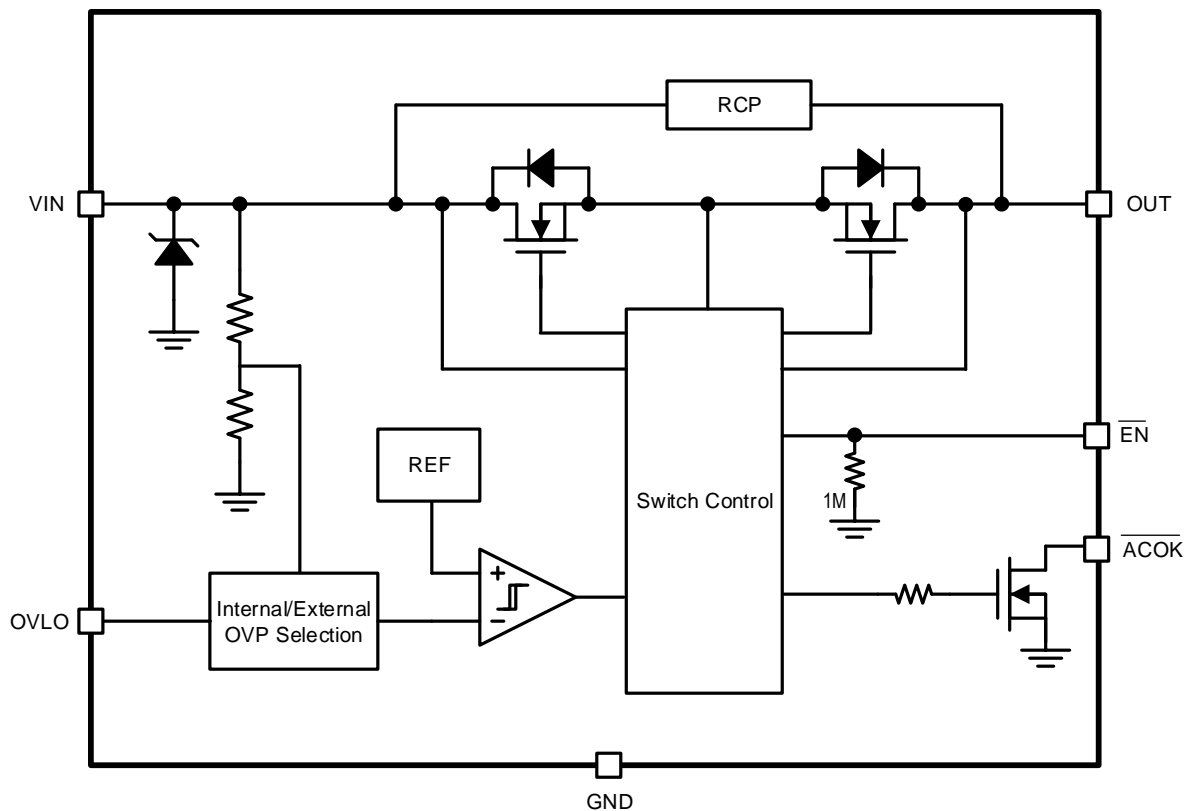 RCP
VIN
OUT
EN
REF
Switch Control
1M
ACOK
Internal/External
OVP Selection
+
−
OVLO
GND